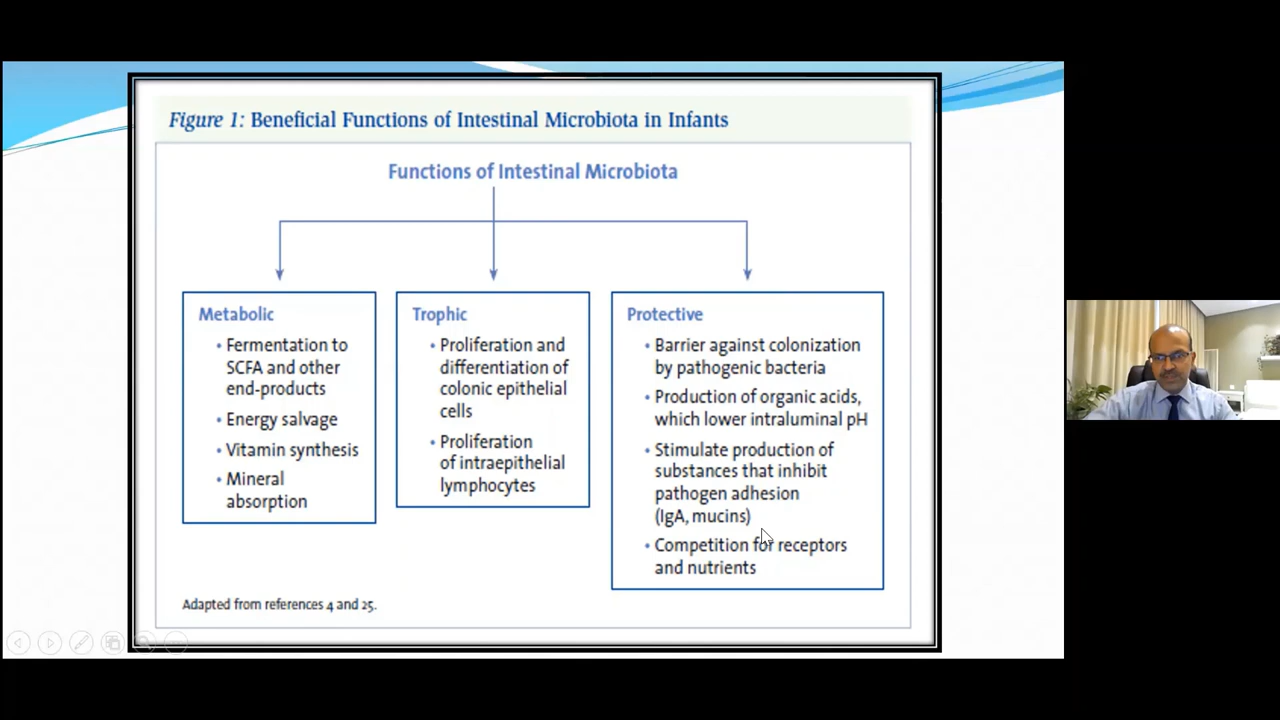 Figure 1: Beneficial Functions of Intestinal Microbiota in Infants
Functions of Intestinal Microbiota
Metabolic
• Fermentation to
SCFA and other
end-products
• Energy salvage
• Vitamin synthesis
• Mineral
absorption
Trophic
• Proliferation and
differentiation of
colonic epithelial
cells
• Proliferation
of intraepithelial
lymphocytes
Protective
• Barrier against colonization
by pathogenic bacteria
• Production of organic acids,
which lower intraluminal pH
• Stimulate production of
substances that inhibit
pathogen adhesion
(IgA, mucins)
• Competition for receptors
and nutrients
Adapted from references 4 and 25.